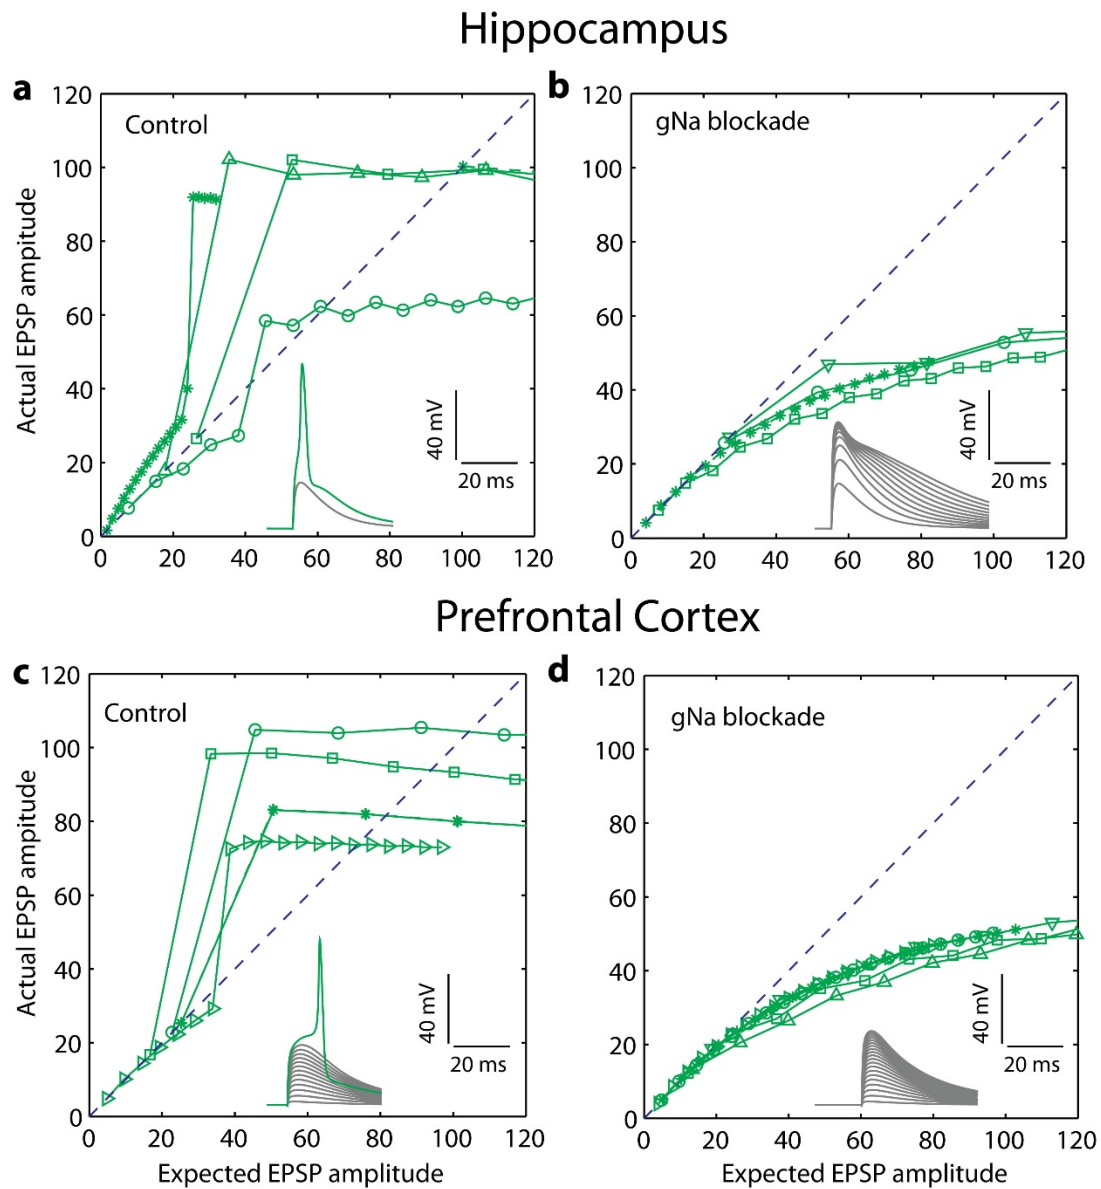 Hippocampus
a
b
120
100
80
60
40
20
0
Control
Actual EPSP ampitude
40 mV
20 ms
0 20 40 60 80 100 120
120
100
80
60
40
20
0
gNa blockade
40 mV
20 ms
0 20 40 60 80 100 120
Prefrontal Cortex
c
d
120
100
80
60
40
20
0
Control
Actual EPSP amplitude
40 mV
20 ms
0 20 40 60 80 100 120
Expected EPSP amplitude
120
100
80
60
40
20
0
gNa blockade
40 mV
20 ms
0 20 40 60 80 100 120
Expected EPSP amplitude